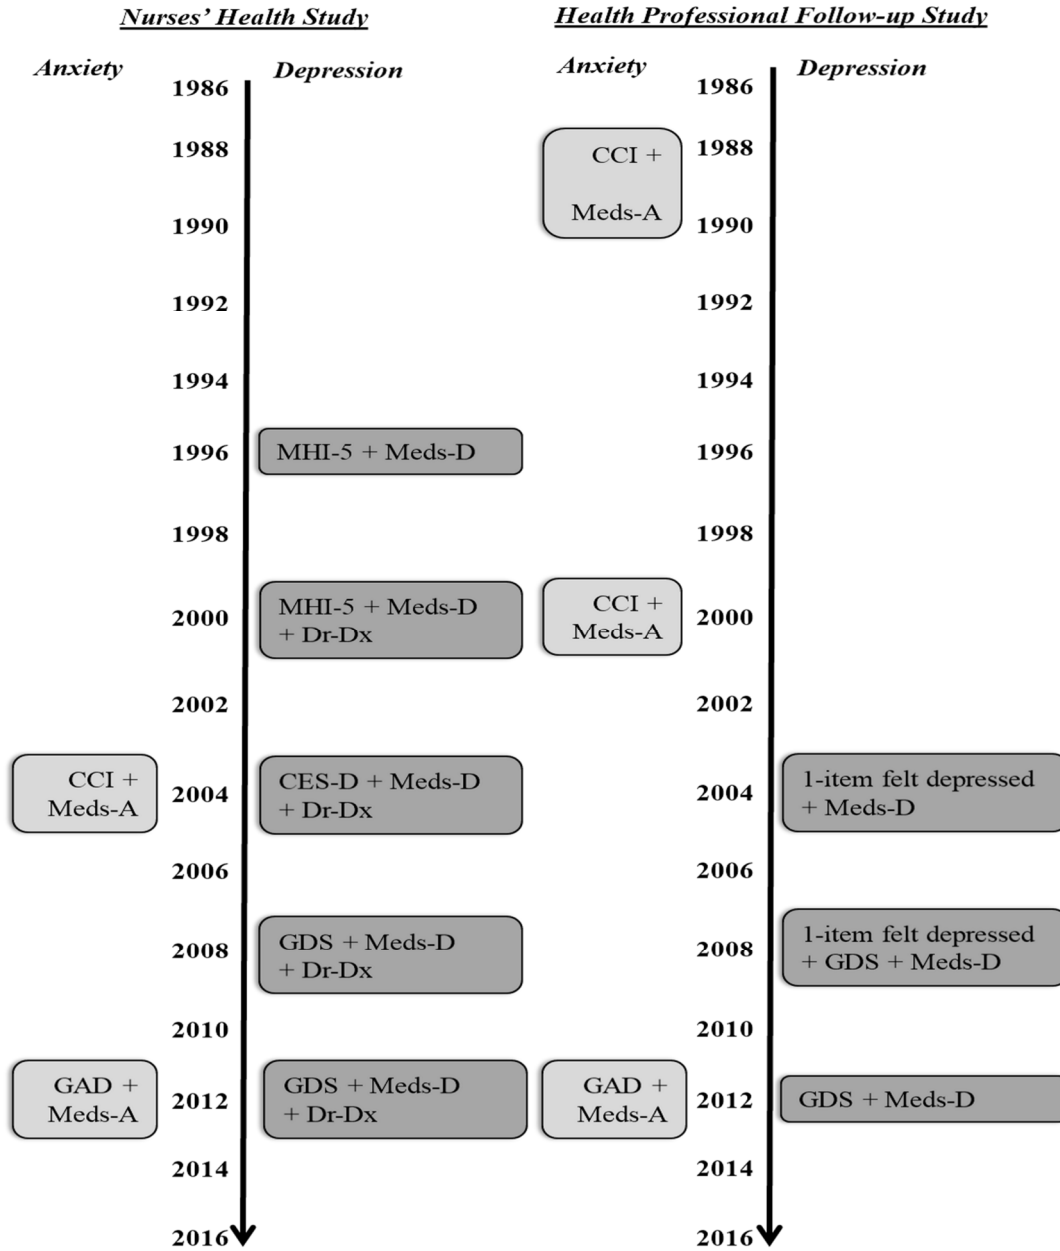 Nurses' Health Study
Anxiety
Depression
1986
1988
1990
1992
1994
1996
MHI-5 + Meds-D
1998
2000
MHI-5 + Meds-D
+ Dr-Dx
2002
CCI +
Meds-A
2004
CES-D + Meds-D
+ Dr-Dx
2006
2008
GDS + Meds-D
+ Dr-Dx
2010
GAD +
Meds-A
2012
GDS + Meds-D
+ Dr-Dx
2014
2016
Health Professional Follow-up Study
Anxiety
Depression
1986
CCI +
Meds-A
1988
1990
1992
1994
1996
1998
CCI +
Meds-A
2000
2002
2004
1-item felt depressed
+ Meds-D
2006
2008
1-item felt depressed
+ GDS + Meds-D
2010
GAD +
Meds-A
2012
GDS + Meds-D
2014
2016